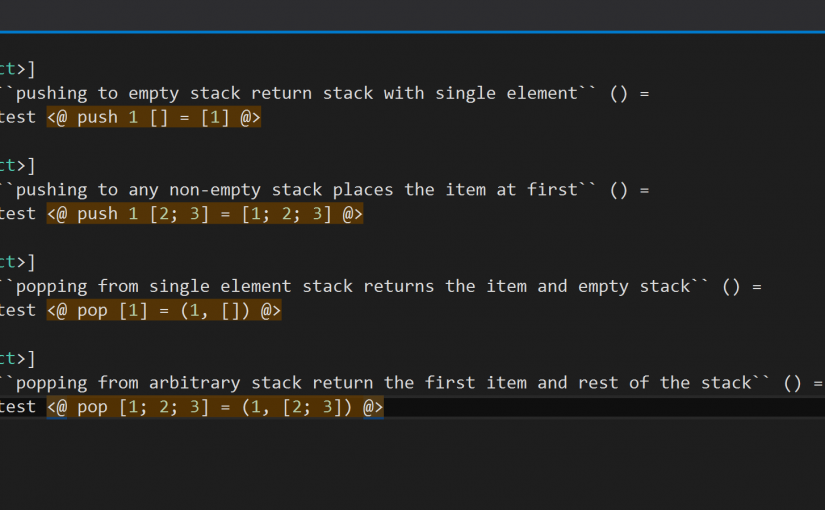 ct>]
``pushing to empty stack return stack with single element`` () =
test <@ push 1 [] = [1] @>
ct>]
``pushing to any non-empty stack places the item at first`` () =
test <@ push 1 [2; 3] = [1; 2; 3] @>
ct>]
``popping from single element stack returns the item and empty stack`` () =
test <@ pop [1] = (1, []) @>
ct>]
``popping from arbitrary stack return the first item and rest of the stack`` () =
test <@ pop [1; 2; 3] = (1, [2; 3]) @>